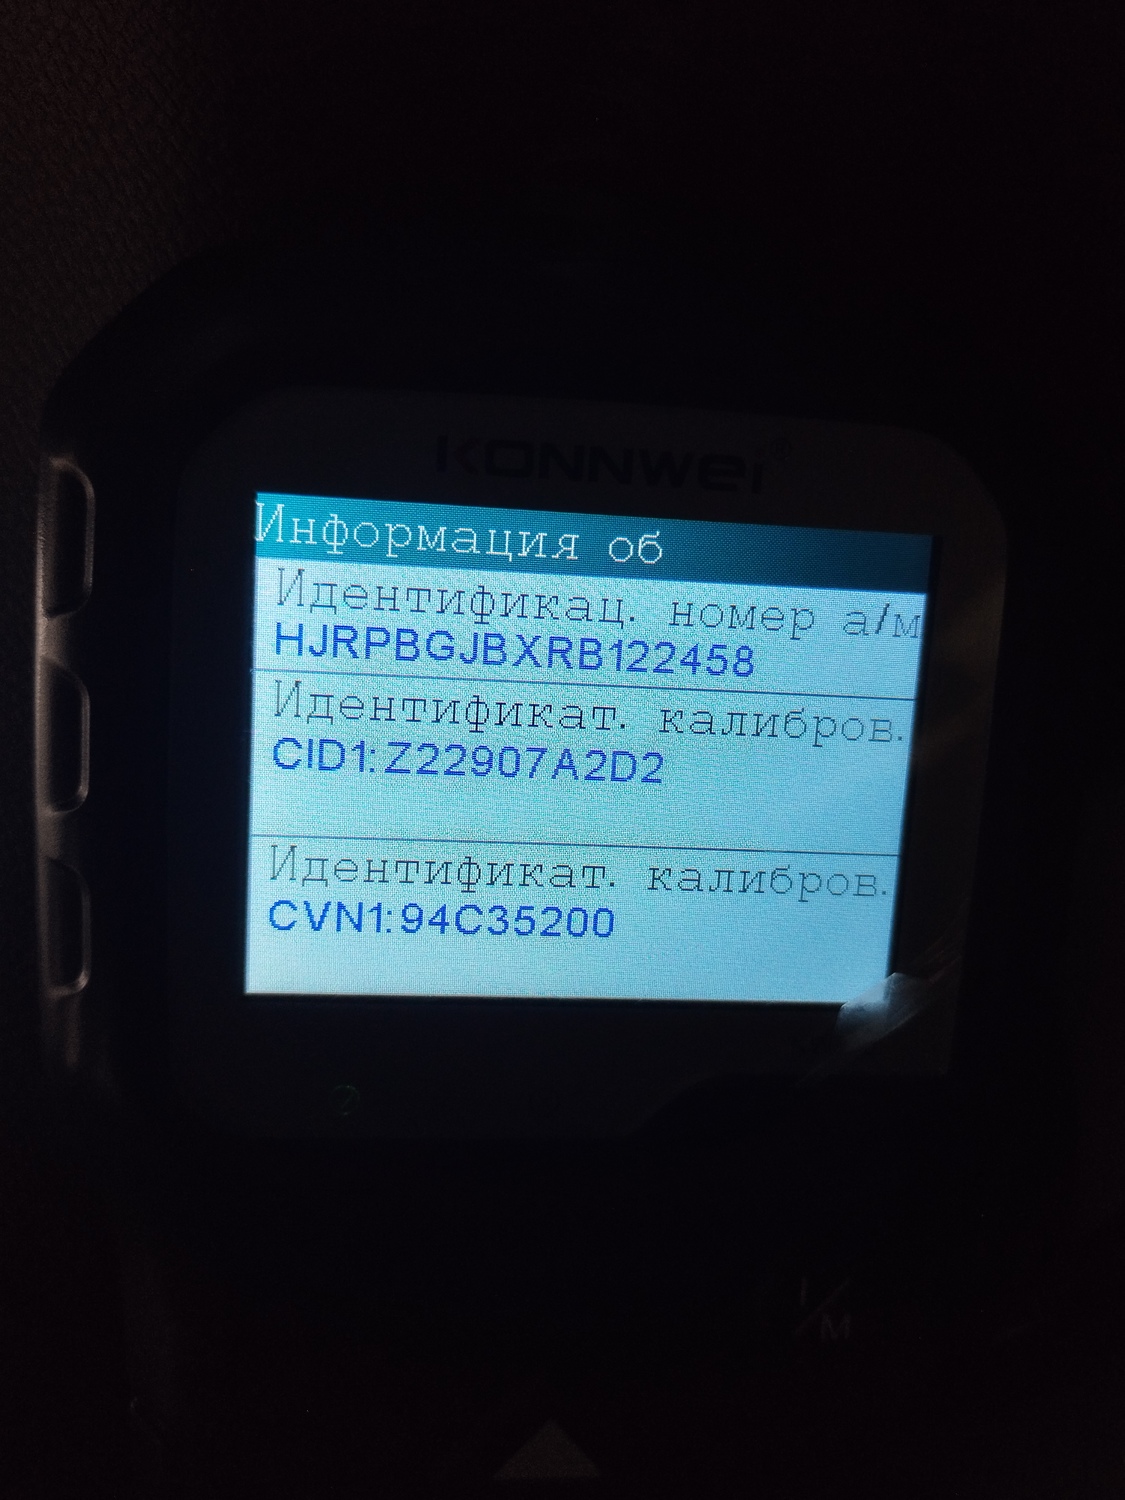 KONNWEI®
Информация об
Идентификац. номер а/м
HJRPBGJBXRB122458
Идентификат. калибров.
CID1:Z22907A2D2
Идентификат. калибров.
CVN1:94C35200
I/M